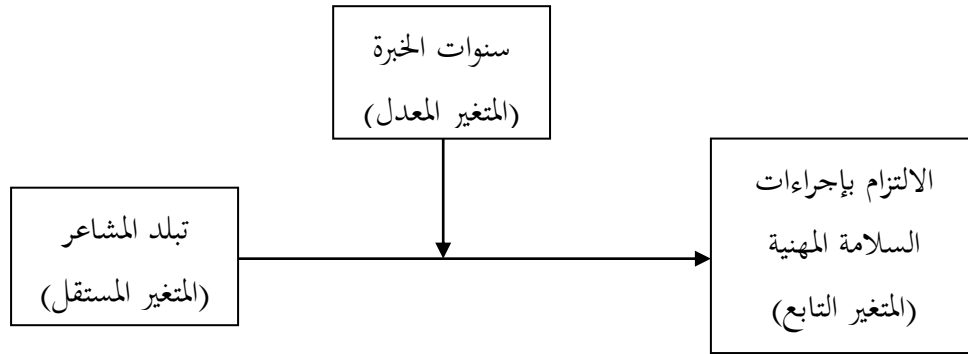 سنوات الخبرة
(المتغير المعدل)
الالتزام بإجراءات
السلامة المهنية
(المتغير التابع)
تبلد المشاعر
(المتغير المستقل)